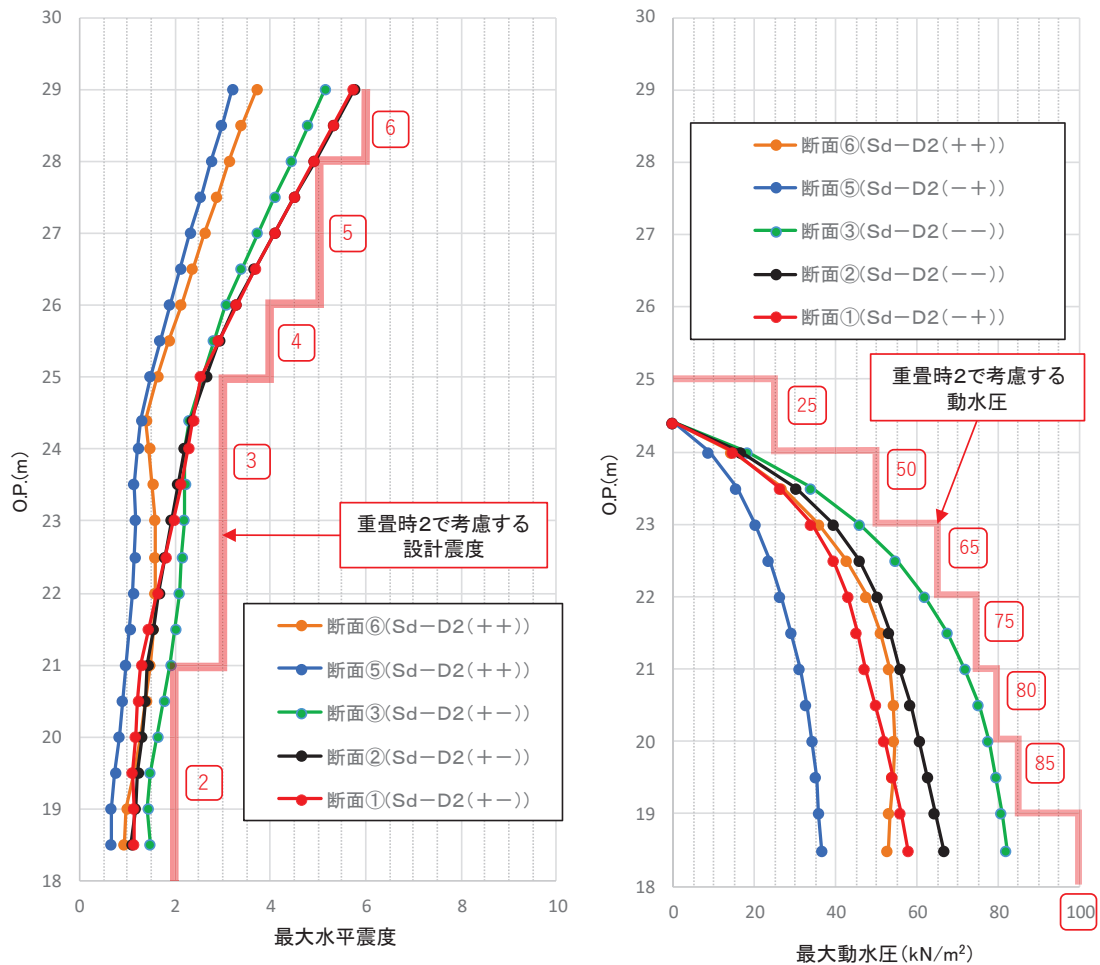 30
29
28
27
26
25
24
23
22
21
20
19
18
O.P.(m)
0
2
4
6
8
10
最大水平震度
6
5
4
3
2
重畳時2で考慮する
設計震度
断面⑥(Sd－D2(＋＋))
断面⑤(Sd－D2(＋＋))
断面③(Sd－D2(＋－))
断面②(Sd－D2(＋－))
断面①(Sd－D2(＋－))
30
29
28
27
26
25
24
23
22
21
20
19
18
O.P.(m)
0
20
40
60
80
100
最大動水圧(kN/m²)
断面⑥(Sd－D2(＋＋))
断面⑤(Sd－D2(－＋))
断面③(Sd－D2(－－))
断面②(Sd－D2(－－))
断面①(Sd－D2(－＋))
重畳時2で考慮する
動水圧
25
50
65
75
80
85